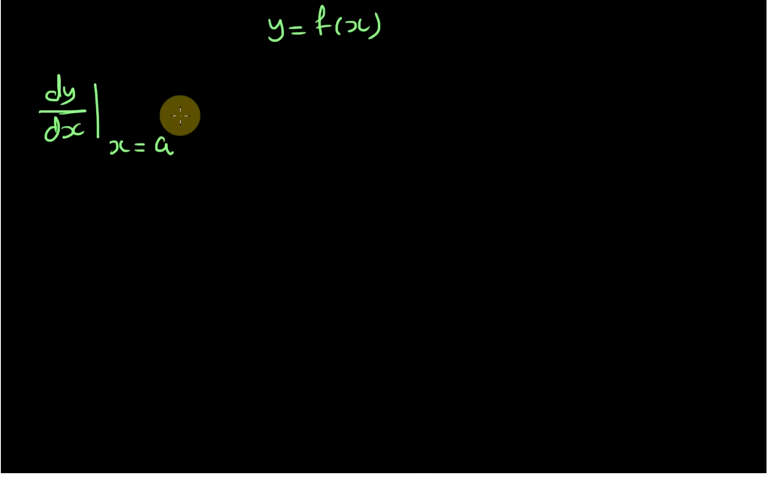 y = f(x)
dy/dx | x = a